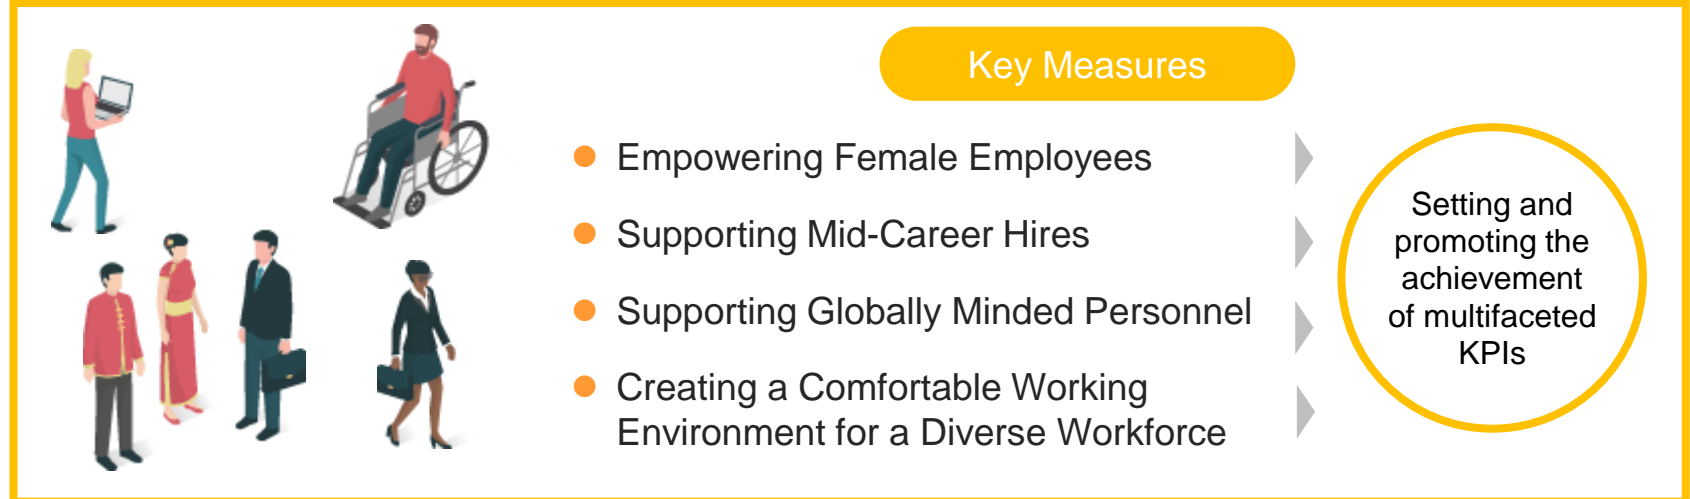 Key Measures
Empowering Female Employees
Supporting Mid-Career Hires
Supporting Globally Minded Personnel
Creating a Comfortable Working
Environment for a Diverse Workforce
Setting and
promoting the
achievement
of multifaceted
KPIs